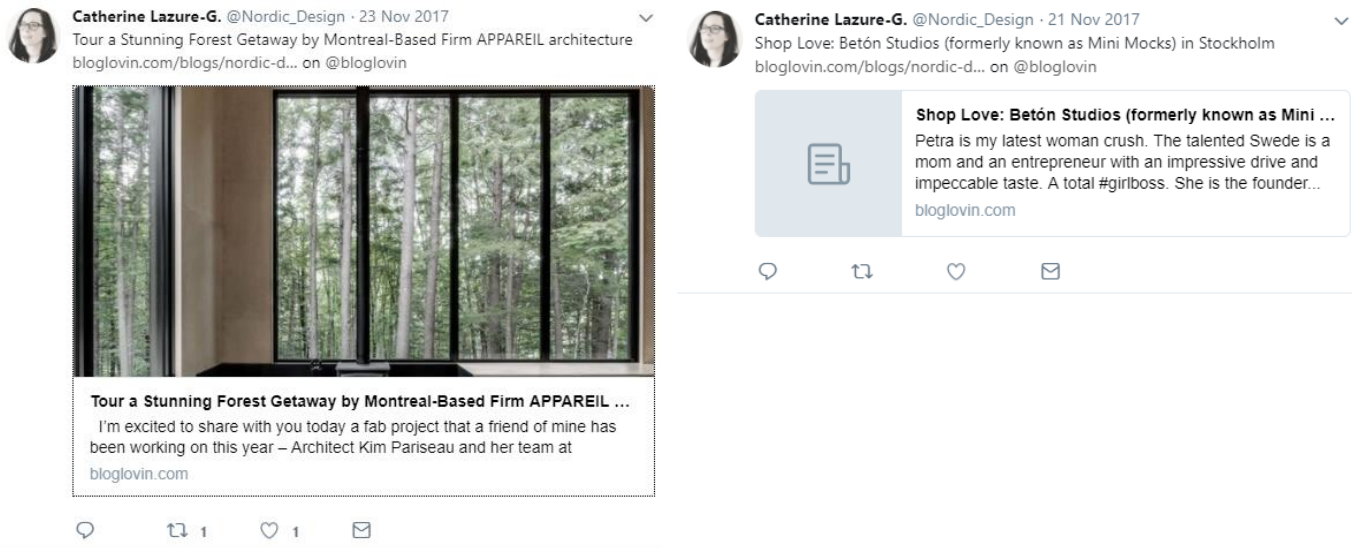 Catherine Lazure-G. @Nordic_Design · 23 Nov 2017
Tour a Stunning Forest Getaway by Montreal-Based Firm APPAREIL architecture
bloglovin.com/blogs/nordic-d... on @bloglovin
Tour a Stunning Forest Getaway by Montreal-Based Firm APPAREIL ...
I'm excited to share with you today a fab project that a friend of mine has
been working on this year – Architect Kim Pariseau and her team at
bloglovin.com
1 1
Catherine Lazure-G. @Nordic_Design · 21 Nov 2017
Shop Love: Betón Studios (formerly known as Mini Mocks) in Stockholm
bloglovin.com/blogs/nordic-d... on @bloglovin
Shop Love: Betón Studios (formerly known as Mini ...
Petra is my latest woman crush. The talented Swede is a
mom and an entrepreneur with an impressive drive and
impeccable taste. A total #girlboss. She is the founder...
bloglovin.com